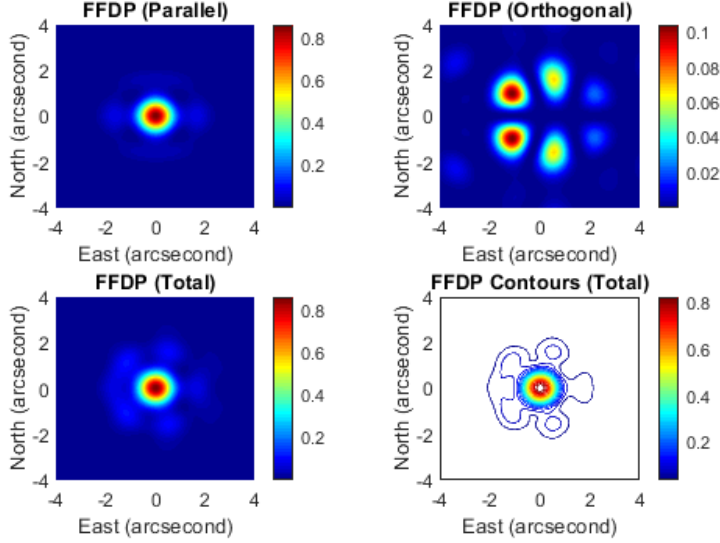 FFDP (Parallel)
4
2
0
-2
-4
-4 -2 0 2 4
North (arcsecond)
East (arcsecond)
0.8
0.6
0.4
0.2
FFDP (Orthogonal)
4
2
0
-2
-4
-4 -2 0 2 4
North (arcsecond)
East (arcsecond)
0.1
0.08
0.06
0.04
0.02
FFDP (Total)
4
2
0
-2
-4
-4 -2 0 2 4
North (arcsecond)
East (arcsecond)
0.8
0.6
0.4
0.2
FFDP Contours (Total)
4
2
0
-2
-4
-4 -2 0 2 4
North (arcsecond)
East (arcsecond)
0.8
0.6
0.4
0.2